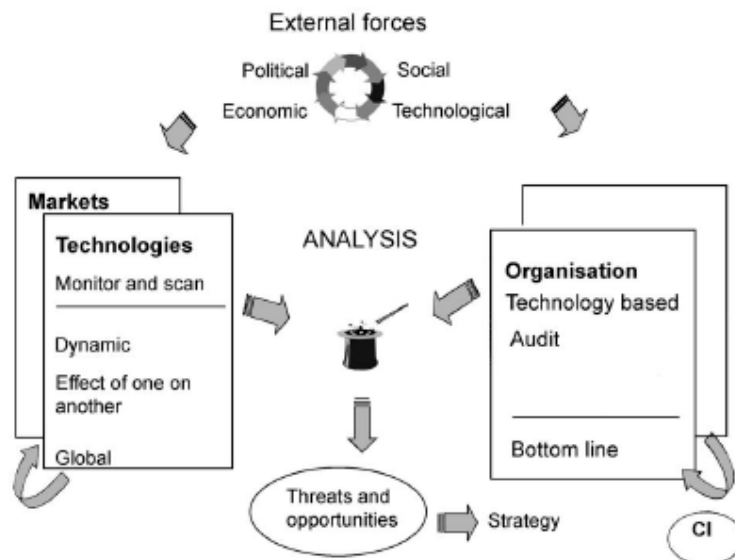 External forces
Political
Social
Economic
Technological
Markets
Technologies
Monitor and scan
Dynamic
Effect of one on
another
Global
ANALYSIS
Organisation
Technology based
Audit
Bottom line
Threats and
opportunities
Strategy
CI